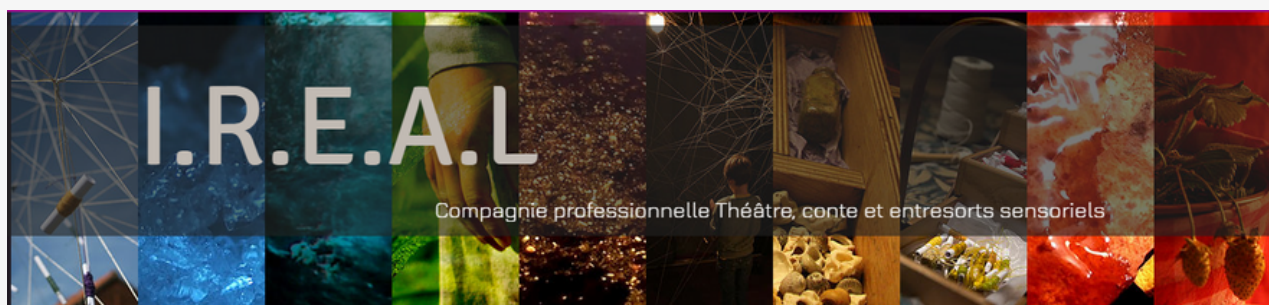 I.R.E.A.L
Compagnie professionnelle Théâtre, conte et entresorts sensoriels